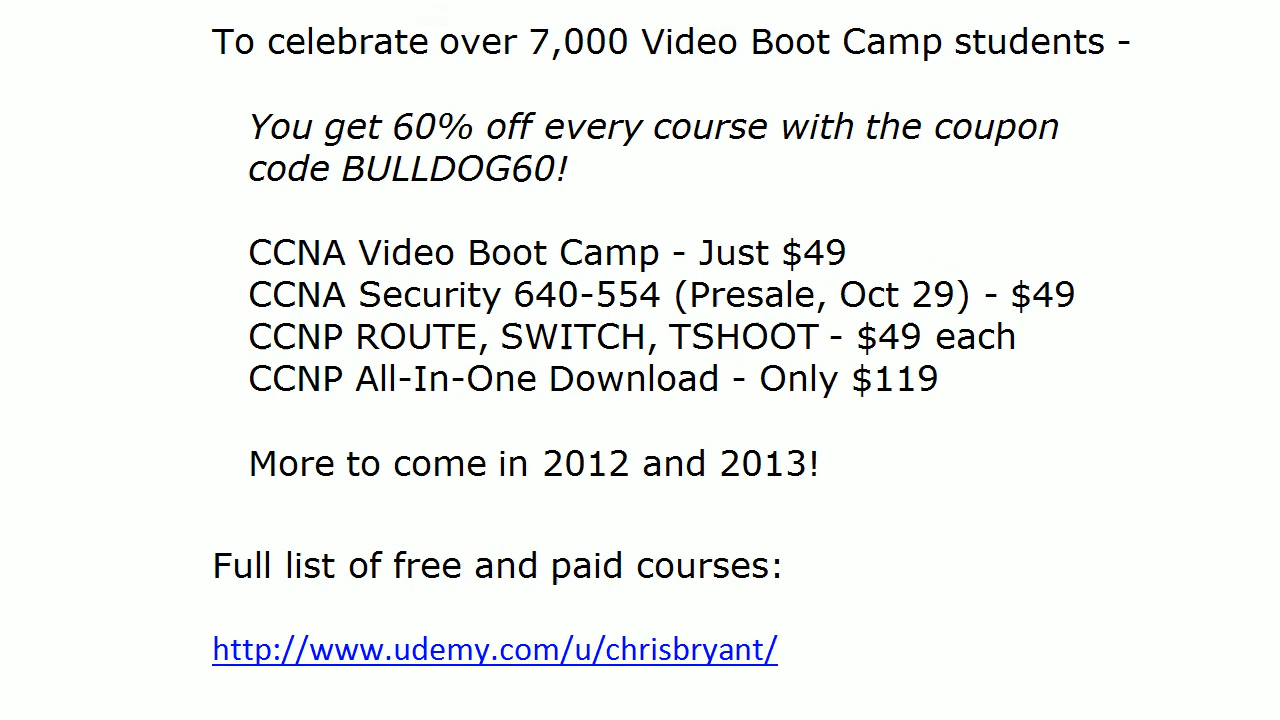 To celebrate over 7,000 Video Boot Camp students -
You get 60% off every course with the coupon
code BULLDOG60!
CCNA Video Boot Camp - Just $49
CCNA Security 640-554 (Presale, Oct 29) - $49
CCNP ROUTE, SWITCH, TSHOOT - $49 each
CCNP All-In-One Download - Only $119
More to come in 2012 and 2013!
Full list of free and paid courses:
http://www.udemy.com/u/chrisbryant/